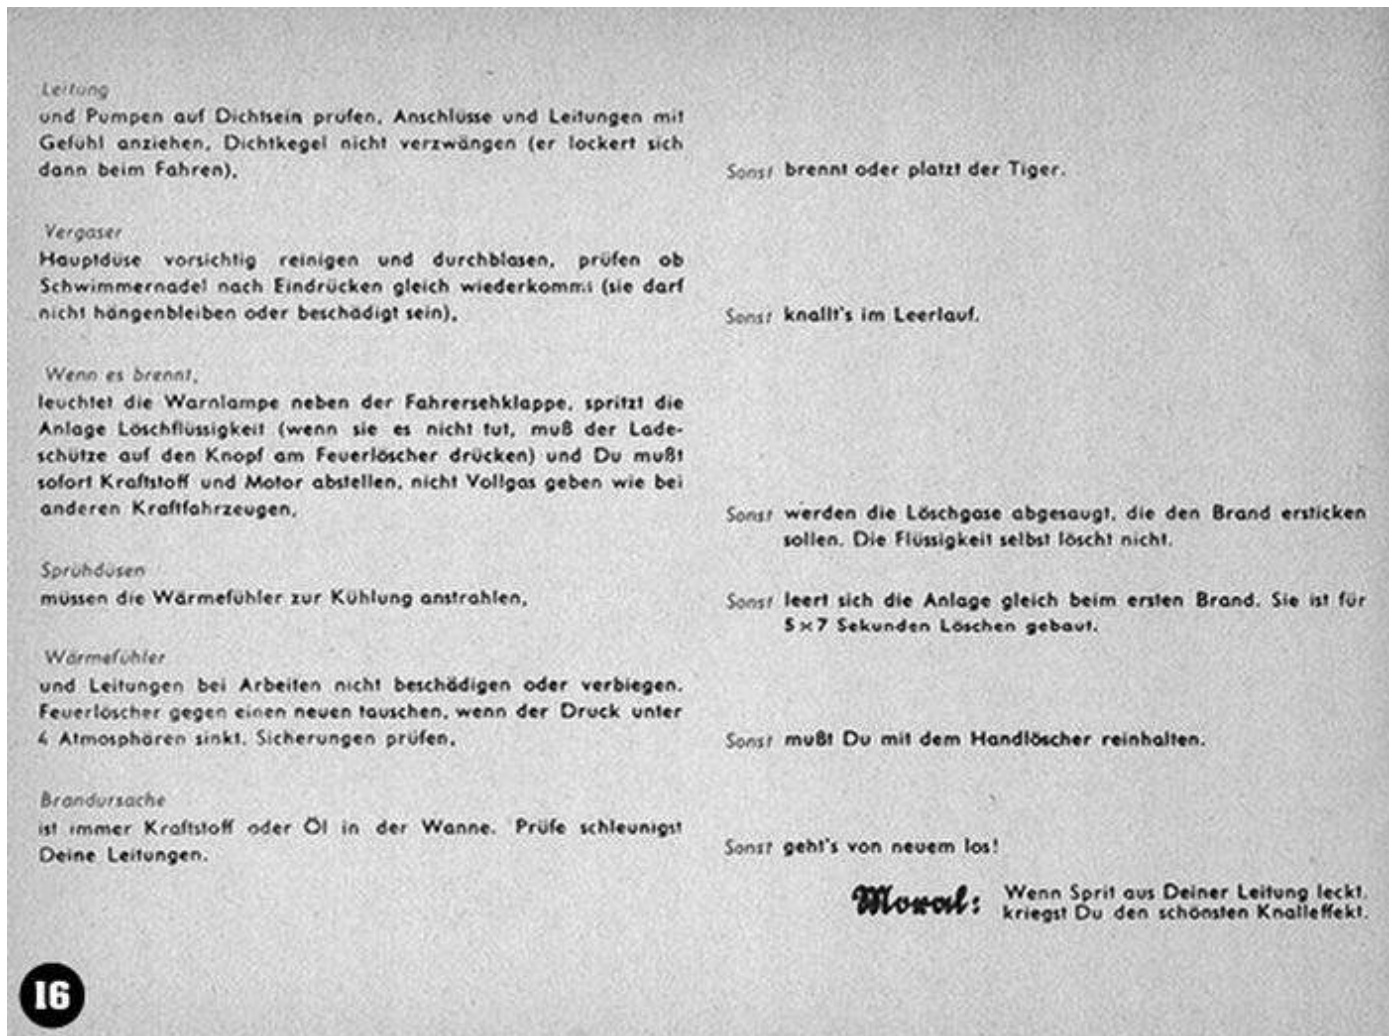 Leitung
und Pumpen auf Dichtsein prüfen, Anschlüsse und Leitungen mit
Gefühl anziehen, Dichtkegel nicht verzwängen (er lockert sich
dann beim Fahren),
Sonst brennt oder platzt der Tiger.
Vergaser
Hauptdüse vorsichtig reinigen und durchblasen, prüfen ob
Schwimmernadel nach Eindrücken gleich wiederkommt (sie darf
nicht hängenbleiben oder beschädigt sein),
Sonst knallt's im Leerlauf.
Wenn es brennt,
leuchtet die Warnlampe neben der Fahrersehklappe, spritzt die
Anlage Löschflüssigkeit (wenn sie es nicht tut, muß der Lade-
schütze auf den Knopf am Feuerlöscher drücken) und Du mußt
sofort Kraftstoff und Motor abstellen, nicht Vollgas geben wie bei
anderen Kraftfahrzeugen,
Sonst werden die Löschgase abgesaugt, die den Brand ersticken
sollen. Die Flüssigkeit selbst löscht nicht.
Sprühdüsen
müssen die Wärmefühler zur Kühlung anstrahlen,
Sonst leert sich die Anlage gleich beim ersten Brand. Sie ist für
5×7 Sekunden Löschen gebaut.
Wärmefühler
und Leitungen bei Arbeiten nicht beschädigen oder verbiegen.
Feuerlöscher gegen einen neuen tauschen, wenn der Druck unter
4 Atmosphären sinkt. Sicherungen prüfen,
Sonst mußt Du mit dem Handlöscher reinhalten.
Brandursache
ist immer Kraftstoff oder Öl in der Wanne. Prüfe schleunigst
Deine Leitungen.
Sonst geht's von neuem los!
Moral: Wenn Sprit aus Deiner Leitung leckt,
kriegst Du den schönsten Knalleffekt.
16